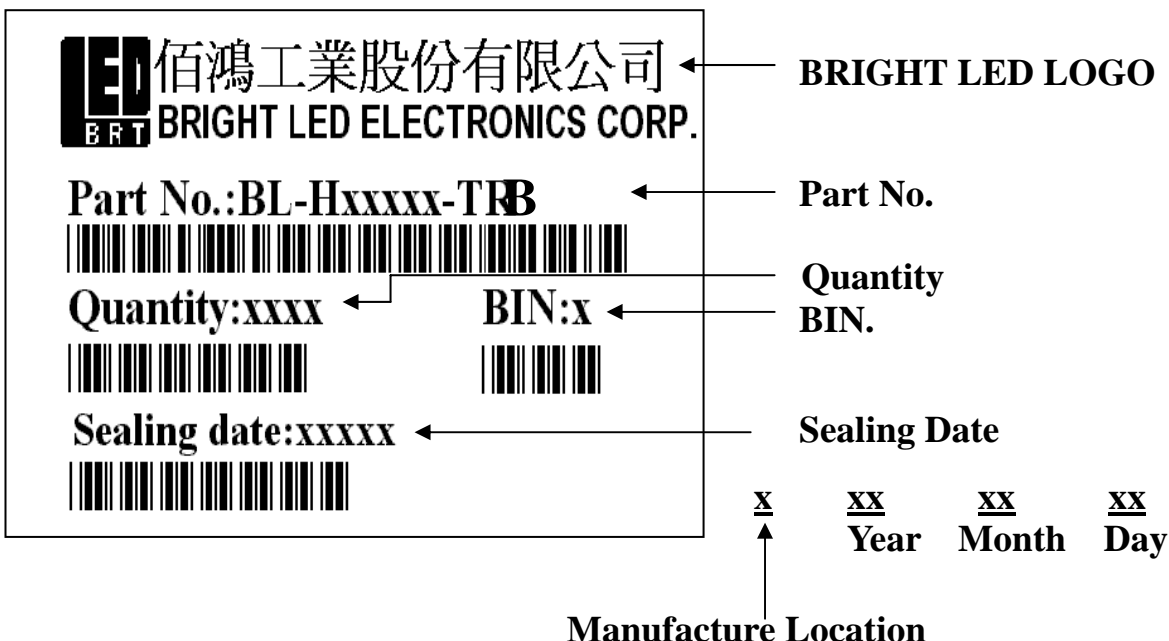 LED 佰鴻工業股份有限公司
BRT BRIGHT LED ELECTRONICS CORP.
BRIGHT LED LOGO
Part No.:BL-Hxxxxx-TRB
Part No.
Quantity:xxxx
BIN:x
Quantity
BIN.
Sealing date:xxxxx
Sealing Date
x xx xx xx
Year Month Day
Manufacture Location